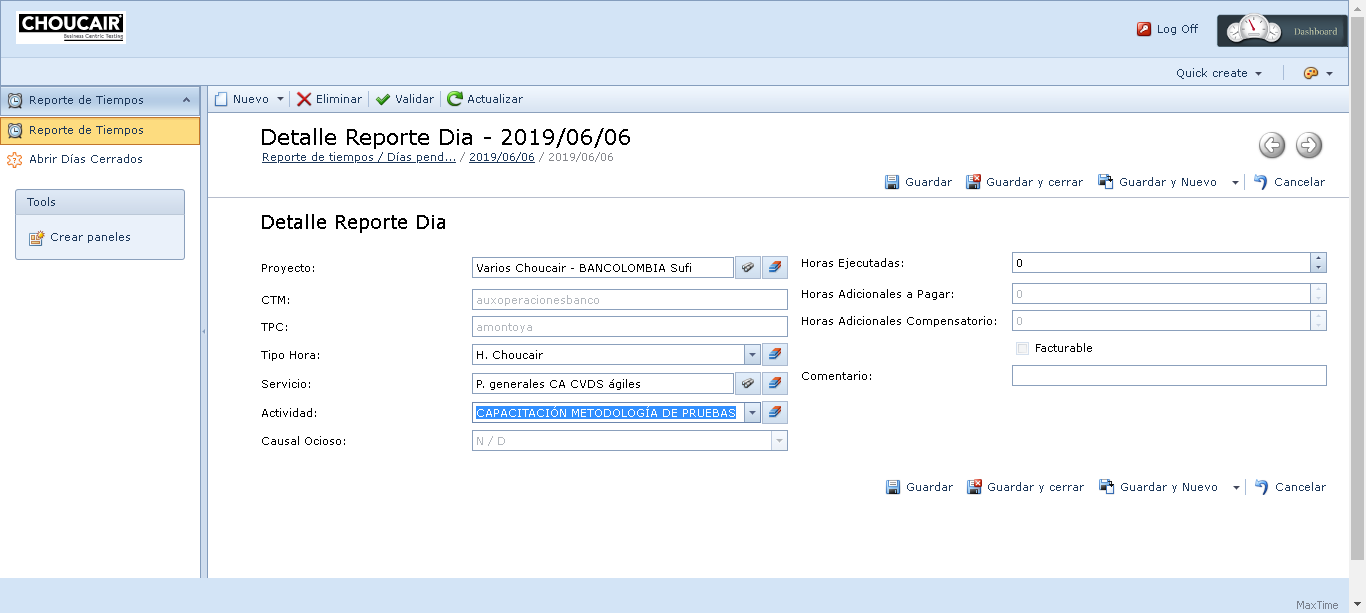 CHOUCAIR
Business Centric Testing
Log Off
Dashboard
Quick create
Reporte de Tiempos
Reporte de Tiempos
Abrir Días Cerrados
Tools
Crear paneles
Nuevo Eliminar Validar Actualizar
Detalle Reporte Dia - 2019/06/06
Reporte de tiempos / Días pend... / 2019/06/06 / 2019/06/06
Guardar Guardar y cerrar Guardar y Nuevo Cancelar
Detalle Reporte Dia
Proyecto: Varios Choucair - BANCOLOMBIA Sufi
CTM: auxoperacionesbanco
TPC: amontoya
Tipo Hora: H. Choucair
Servicio: P. generales CA CVDS ágiles
Actividad: CAPACITACIÓN METODOLOGÍA DE PRUEBAS
Causal Ocioso: N / D
Horas Ejecutadas: 0
Horas Adicionales a Pagar: 0
Horas Adicionales Compensatorio: 0
Facturable
Comentario:
Guardar Guardar y cerrar Guardar y Nuevo Cancelar
MaxTime